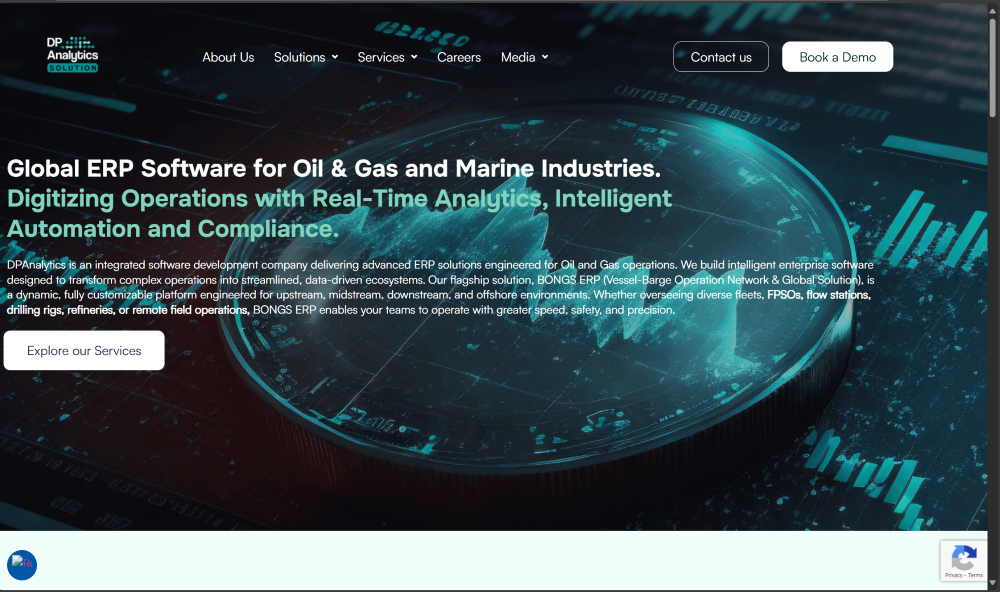 DP
Analytics
SOLUTION
About Us
Solutions
Services
Careers
Media
Contact us
Book a Demo
Global ERP Software for Oil & Gas and Marine Industries.
Digitizing Operations with Real-Time Analytics, Intelligent
Automation and Compliance.
DPAnalytics is an integrated software development company delivering advanced ERP solutions engineered for Oil and Gas operations. We build intelligent enterprise software
designed to transform complex operations into streamlined, data-driven ecosystems. Our flagship solution, BONGS ERP (Vessel-Barge Operation Network & Global Solution), is
a dynamic, fully customizable platform engineered for upstream, midstream, downstream, and offshore environments. Whether overseeing diverse fleets, FPSOs, flow stations,
drilling rigs, refineries, or remote field operations, BONGS ERP enables your teams to operate with greater speed, safety, and precision.
Explore our Services
Privacy - Terms